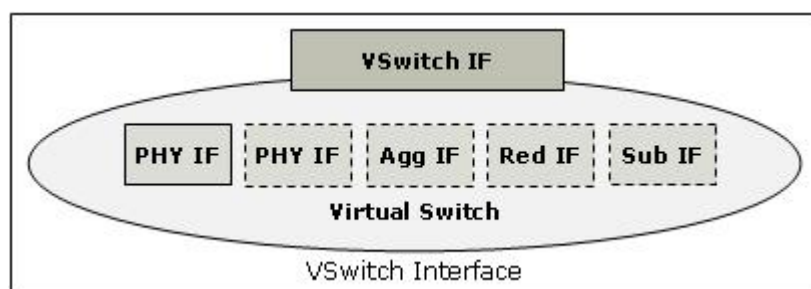 VSwitch IF
PHY IF PHY IF Agg IF Red IF Sub IF
Virtual Switch
VSwitch Interface